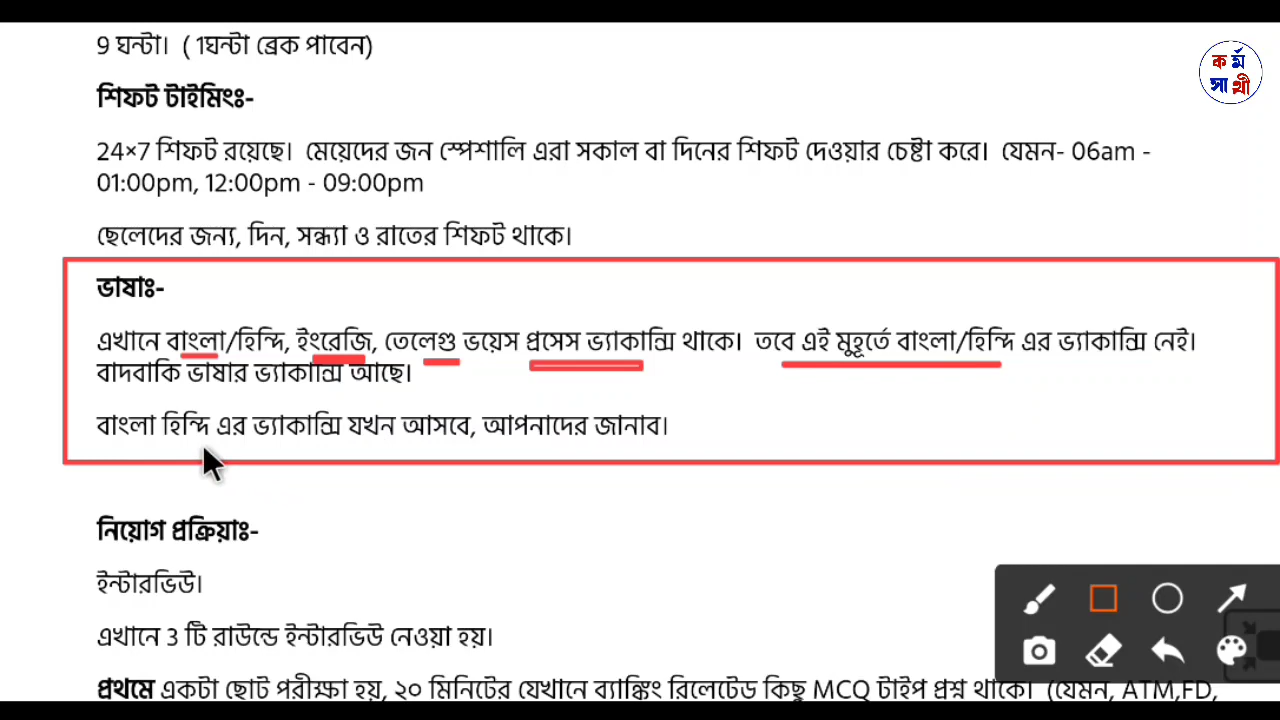 9 ঘন্টা। ( 1ঘন্টা ব্রেক পাবেন)
কর্ম
সাথী
শিফট টাইমিংঃ-
24×7 শিফট রয়েছে। মেয়েদের জন স্পেশালি এরা সকাল বা দিনের শিফট দেওয়ার চেষ্টা করে। যেমন- 06am -
01:00pm, 12:00pm - 09:00pm
ছেলেদের জন্য, দিন, সন্ধ্যা ও রাতের শিফট থাকে।
ভাষাঃ-
এখানে বাংলা/হিন্দি, ইংরেজি, তেলেগু ভয়েস প্রসেস ভ্যাকান্সি থাকে। তবে এই মুহূর্তে বাংলা/হিন্দি এর ভ্যাকান্সি নেই।
বাদবাকি ভাষার ভ্যাকান্সি আছে।
বাংলা হিন্দি এর ভ্যাকান্সি যখন আসবে, আপনাদের জানাব।
নিয়োগ প্রক্রিয়াঃ-
ইন্টারভিউ।
এখানে 3 টি রাউন্ডে ইন্টারভিউ নেওয়া হয়।
প্রথমে একটা ছোট পরীক্ষা হয়, ২০ মিনিটের যেখানে ব্যাঙ্কিং রিলেটেড কিছু MCQ টাইপ প্রশ্ন থাকে। (যেমন, ATM,FD,